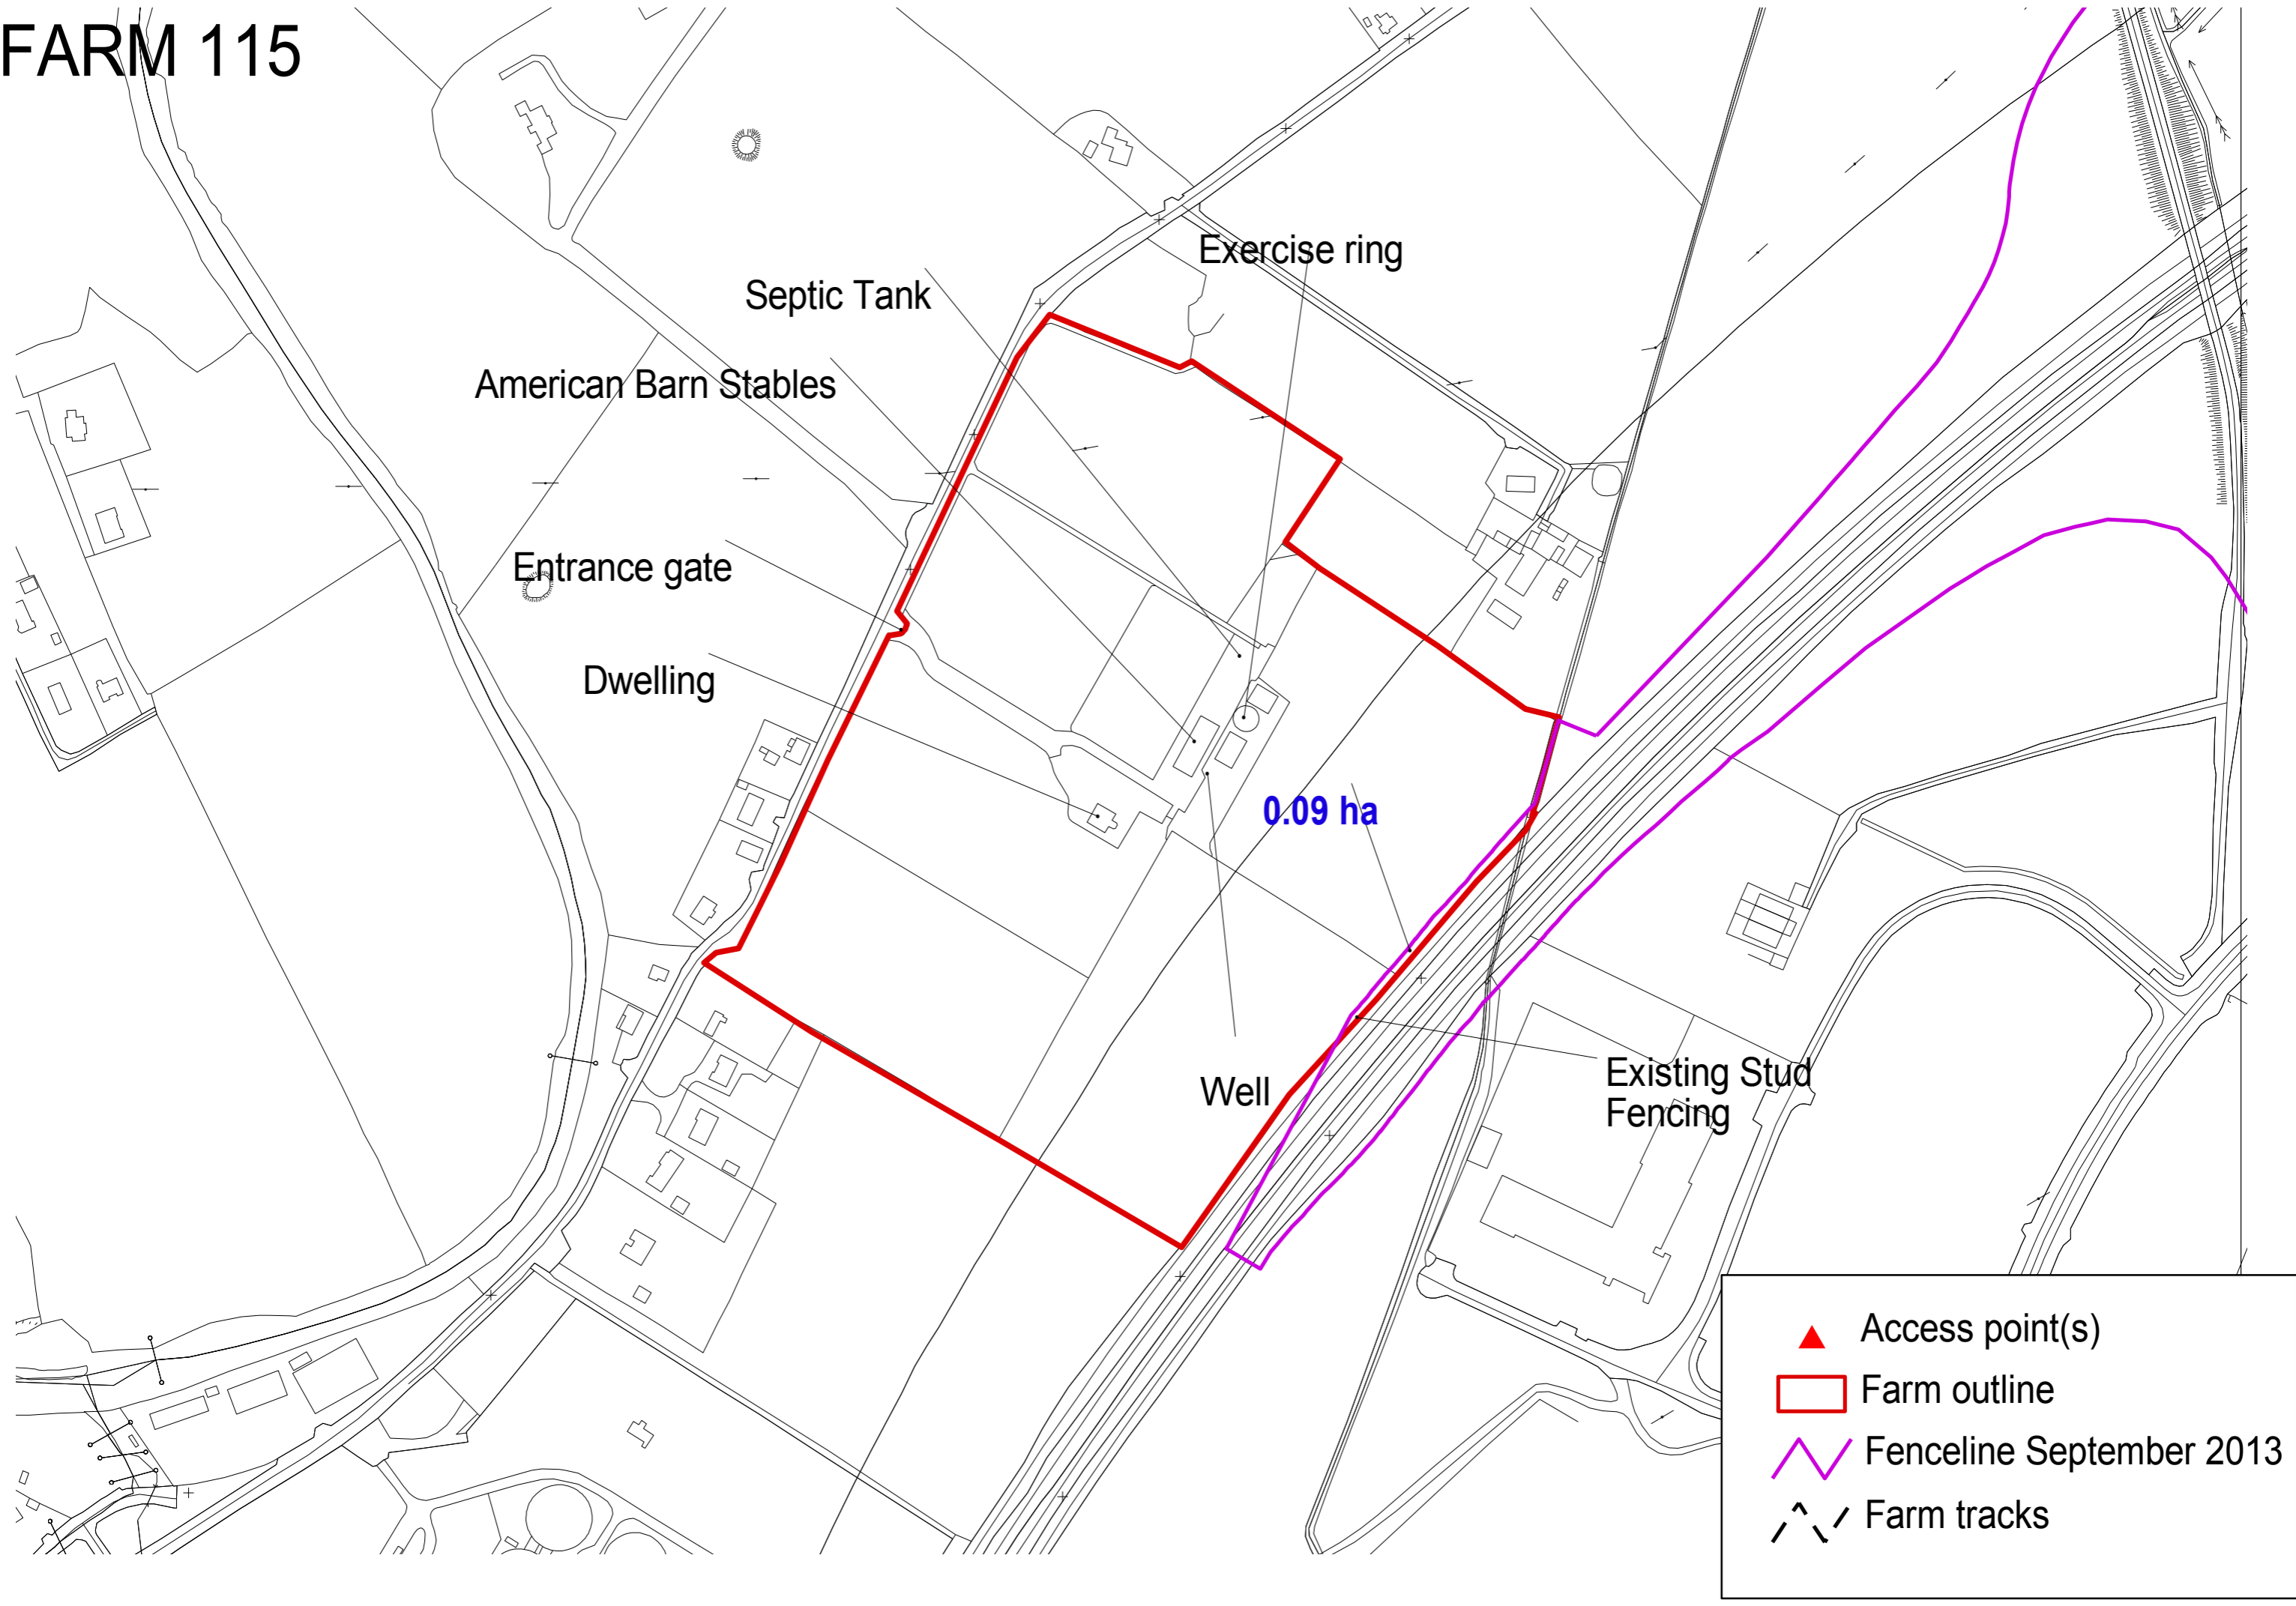 FARM 115
Exercise ring
Septic Tank
American Barn Stables
Entrance gate
Dwelling
0.09 ha
Well
Existing Stud
Fencing
Access point(s)
Farm outline
Fenceline September 2013
Farm tracks